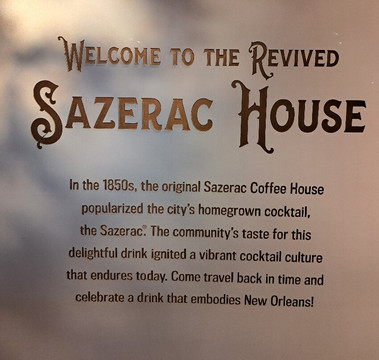 Welcome to the Revived
Sazerac House
In the 1850s, the original Sazerac Coffee House
popularized the city's homegrown cocktail,
the Sazerac®. The community's taste for this
delightful drink ignited a vibrant cocktail culture
that endures today. Come travel back in time and
celebrate a drink that embodies New Orleans!